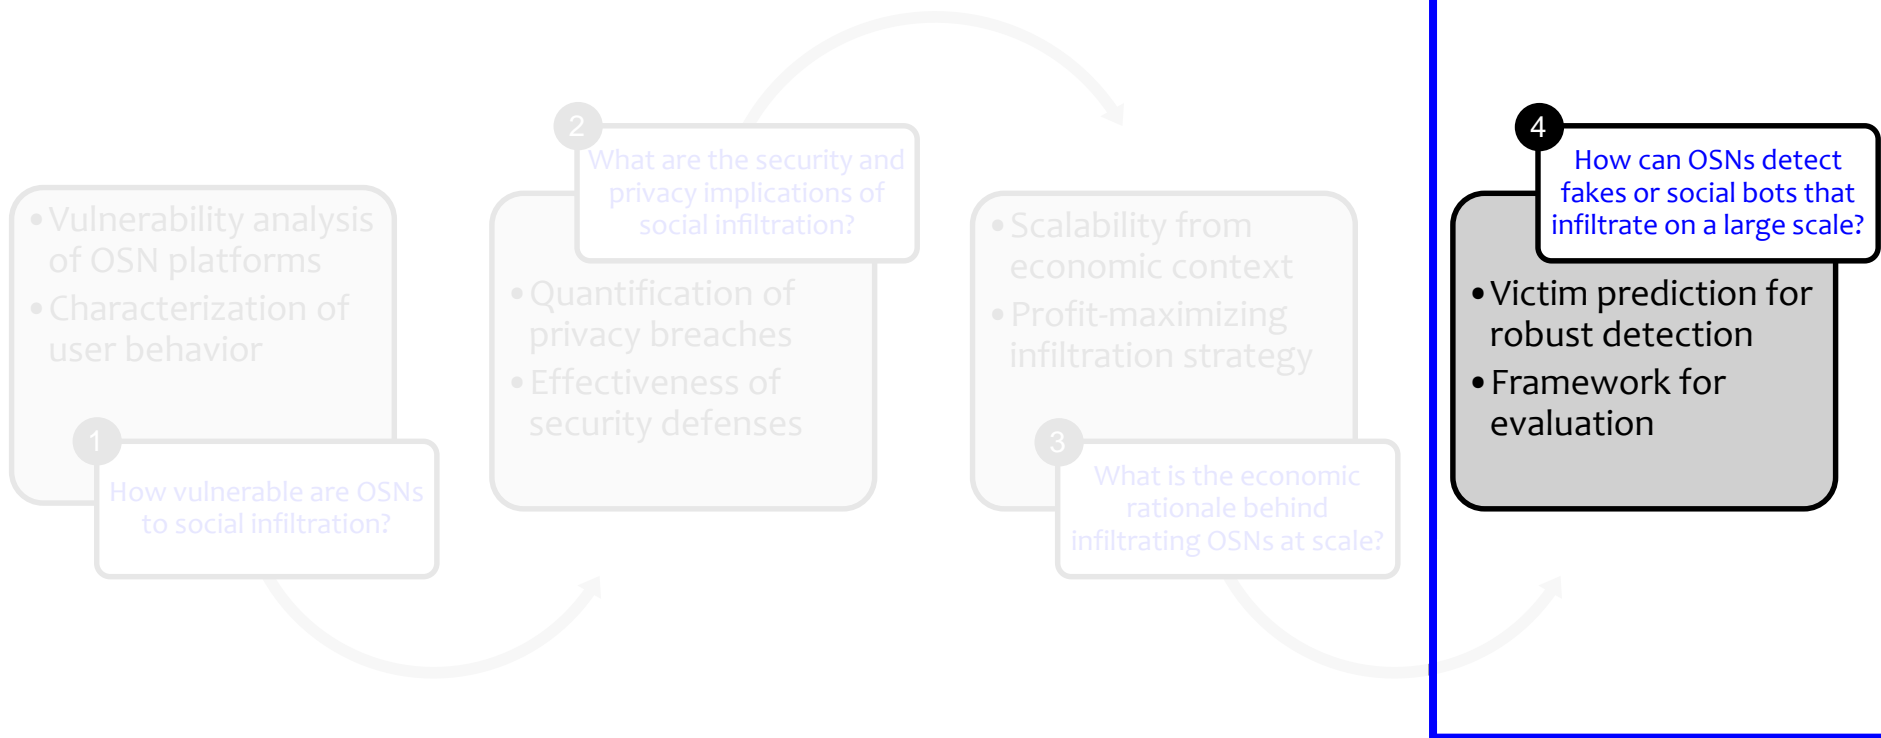 • Vulnerability analysis
of OSN platforms
• Characterization of
user behavior
1
How vulnerable are OSNs
to social infiltration?
2
What are the security and
privacy implications of
social infiltration?
• Quantification of
privacy breaches
• Effectiveness of
security defenses
• Scalability from
economic context
• Profit-maximizing
infiltration strategy
3
What is the economic
rationale behind
infiltrating OSNs at scale?
4
How can OSNs detect
fakes or social bots that
infiltrate on a large scale?
• Victim prediction for
robust detection
• Framework for
evaluation